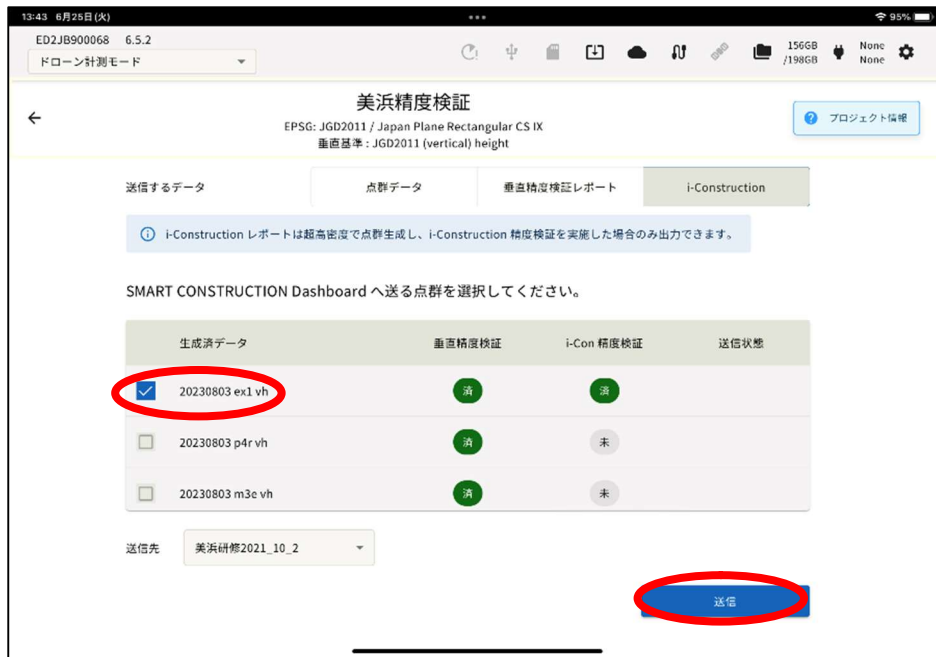 13:43 6月25日(火)
95%
ED2JB900068 6.5.2
ドローン計測モード
156GB
/198GB
None
None
美浜精度検証
EPSG: JGD2011 / Japan Plane Rectangular CS IX
垂直基準 : JGD2011 (vertical) height
プロジェクト情報
送信するデータ 点群データ 垂直精度検証レポート i-Construction
i-Construction レポートは超高密度で点群生成し、i-Construction 精度検証を実施した場合のみ出力できます。
SMART CONSTRUCTION Dashboard へ送る点群を選択してください。
生成済データ 垂直精度検証 i-Con 精度検証 送信状態
20230803 ex1 vh 済 済
20230803 p4r vh 済 未
20230803 m3e vh 済 未
送信先 美浜研修2021_10_2
送信